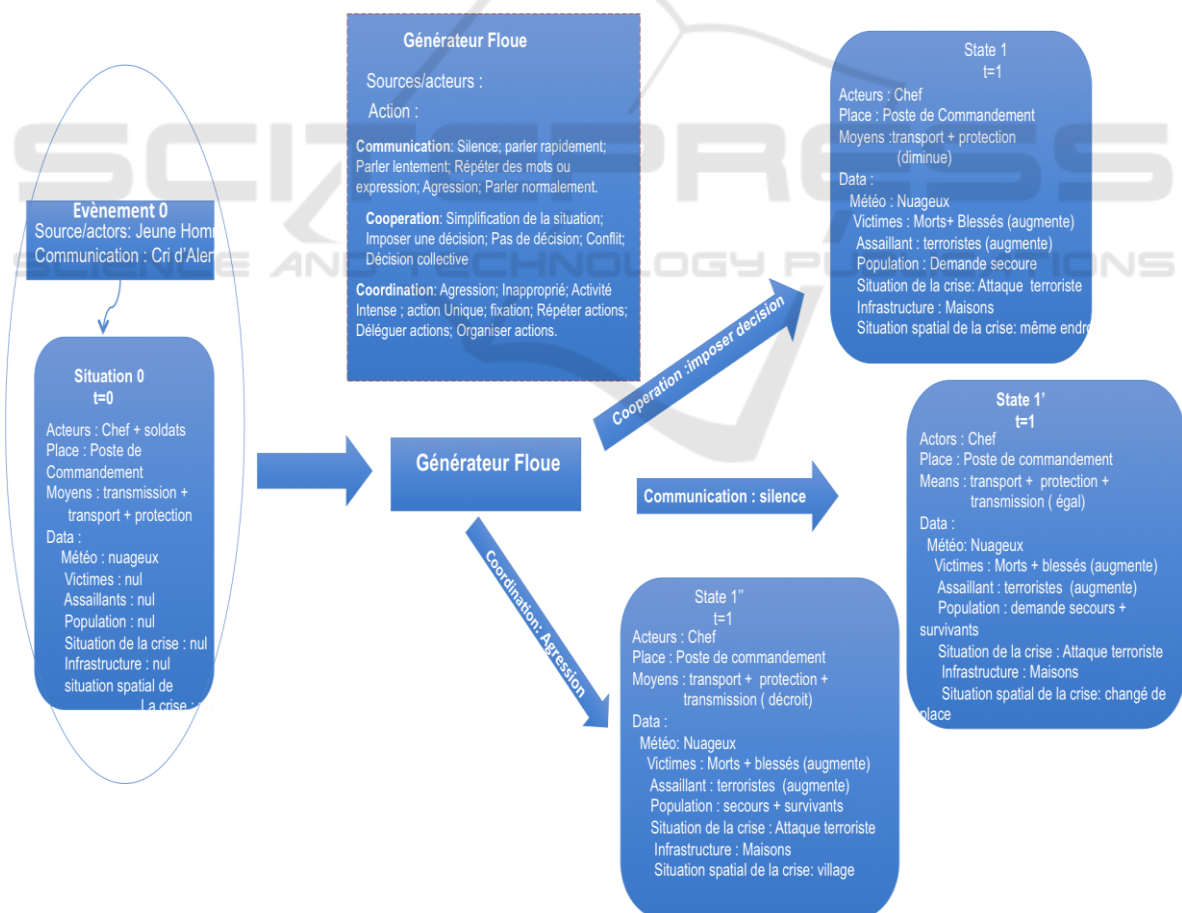 SCITEPRESS
SCIENCE AND TECHNOLOGY PUBLICATIONS
Evènement 0
Source/actors: Jeune
Communication : Cri
Situation 0
t=0
Acteurs : Chef + soldats
Place : Poste de
Commandement
Moyens : transmission +
transport + protection
Data :
Météo : nuageux
Victimes : nul
Assaillants : nul
Population : nul
Situation de la crise : nul
Infrastructure : nul
situation spatial de
La crise :
Générateur Floue
Sources/acteurs :
Action :
Communication: Silence; parler rapidement;
Parler lentement; Répéter des mots ou
expression; Agression; Parler normalement.
Cooperation: Simplification de la situation;
Imposer une décision; Pas de décision; Conflit;
Décision collective
Coordination: Agression; Inapproprié; Activité
Intense ; action Unique; fixation; Répéter actions;
Déléguer actions; Organiser actions.
Générateur Floue
Cooperation :imposer decision
Communication : silence
Coordination: Agression
State 1
t=1
Acteurs : Chef
Place : Poste de Commandement
Moyens :transport + protection
(diminue)
Data :
Météo : Nuageux
Victimes : Morts+ Blessés (augmente)
Assaillant : terroristes (augmente)
Population : Demande secoure
Situation de la crise: Attaque terroriste
Infrastructure : Maisons
Situation spatial de la crise: même
State 1’
t=1
Actors : Chef
Place : Poste de commandement
Means : transport + protection +
transmission ( égal)
Data :
Météo: Nuageux
Victimes : Morts + blessés (augmente)
Assaillant : terroristes (augmente)
Population : demande secours +
survivants
Situation de la crise : Attaque terroriste
Infrastructure : Maisons
Situation spatial de la crise: changé de
place
State 1’’
t=1
Acteurs : Chef
Place : Poste de commandement
Moyens : transport + protection +
transmission ( décroit)
Data :
Météo: Nuageux
Victimes : Morts + blessés (augmente)
Assaillant : terroristes (augmente)
Population : secours + survivants
Situation de la crise : Attaque terroriste
Infrastructure : Maisons
Situation spatial de la crise: village